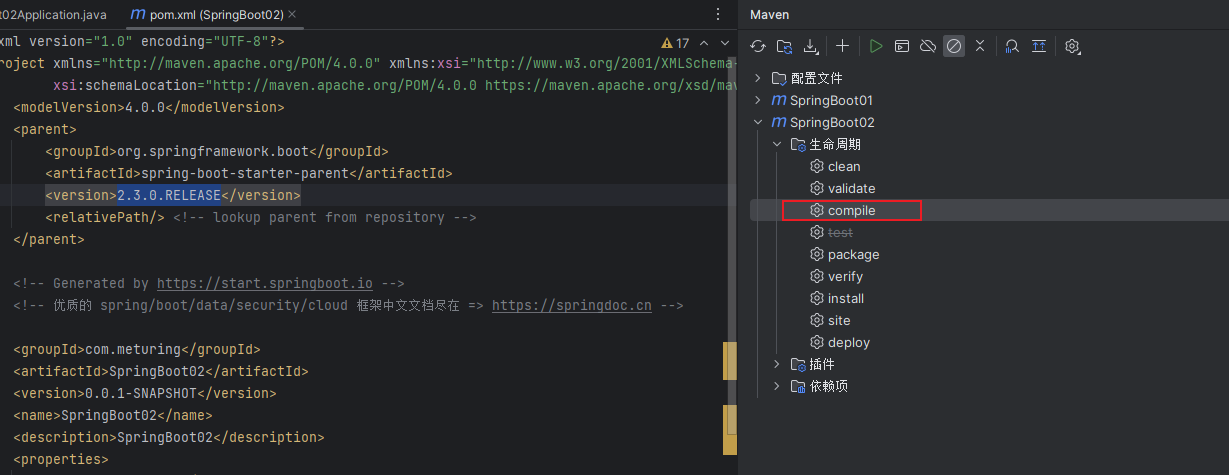 t02Application.java
pom.xml (SpringBoot02)
Maven
xml version="1.0" encoding="UTF-8"?>
17
roject xmlns="http://maven.apache.org/POM/4.0.0" xmlns:xsi="http://www.w3.org/2001/XMLSchema-
xsi:schemaLocation="http://maven.apache.org/POM/4.0.0 https://maven.apache.org/xsd/mav
<modelVersion>4.0.0</modelVersion>
<parent>
<groupId>org.springframework.boot</groupId>
<artifactId>spring-boot-starter-parent</artifactId>
<version>2.3.0.RELEASE</version>
<relativePath/> <!-- lookup parent from repository -->
</parent>
<!-- Generated by https://start.springboot.io -->
<!-- 优质的 spring/boot/data/security/cloud 框架中文文档尽在 => https://springdoc.cn -->
<groupId>com.meturing</groupId>
<artifactId>SpringBoot02</artifactId>
<version>0.0.1-SNAPSHOT</version>
<name>SpringBoot02</name>
<description>SpringBoot02</description>
<properties>
配置文件
SpringBoot01
SpringBoot02
生命周期
clean
validate
compile
test
package
verify
install
site
deploy
插件
依赖项